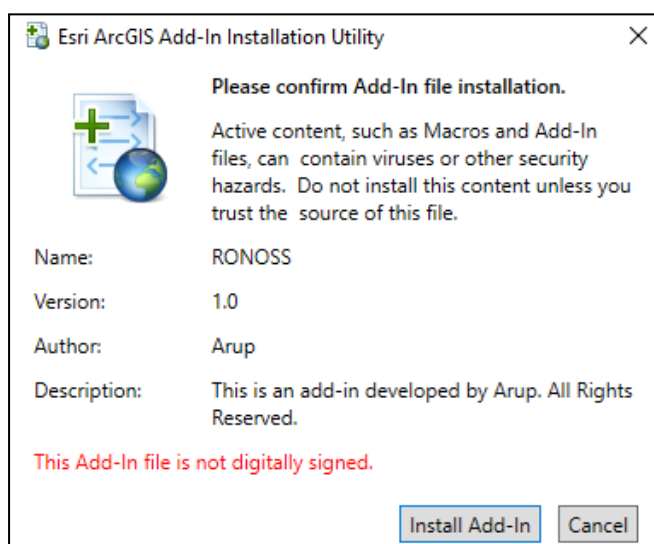 Esri ArcGIS Add-In Installation Utility
Please confirm Add-In file installation.
Active content, such as Macros and Add-In
files, can contain viruses or other security
hazards. Do not install this content unless you
trust the source of this file.
Name: RONOSS
Version: 1.0
Author: Arup
Description: This is an add-in developed by Arup. All Rights
Reserved.
This Add-In file is not digitally signed.
Install Add-In Cancel